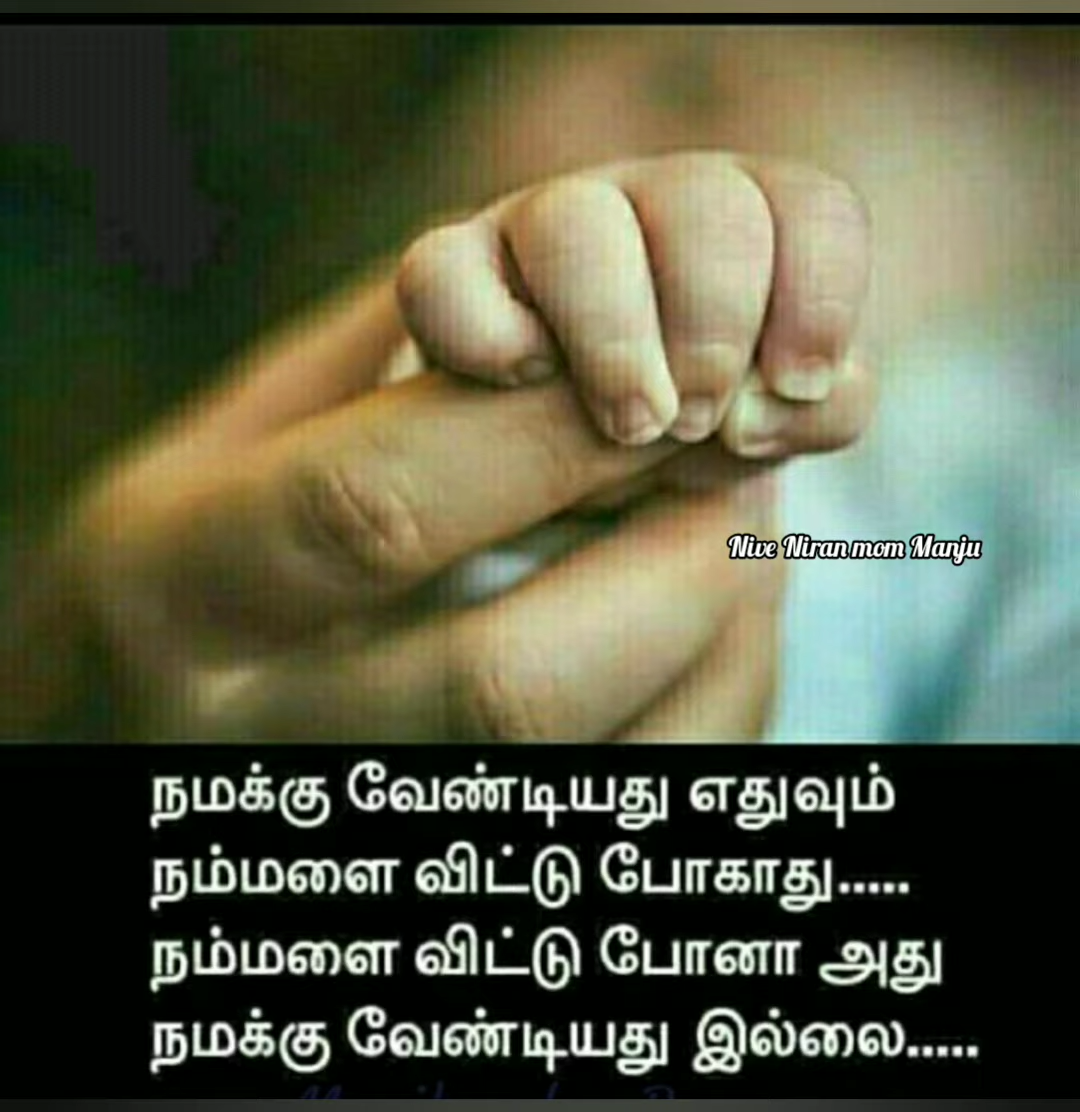 Nive Niran mom Manju
நமக்கு வேண்டியது எதுவும்
நம்மளை விட்டு போகாது.....
நம்மளை விட்டு போனா அது
நமக்கு வேண்டியது இல்லை.....